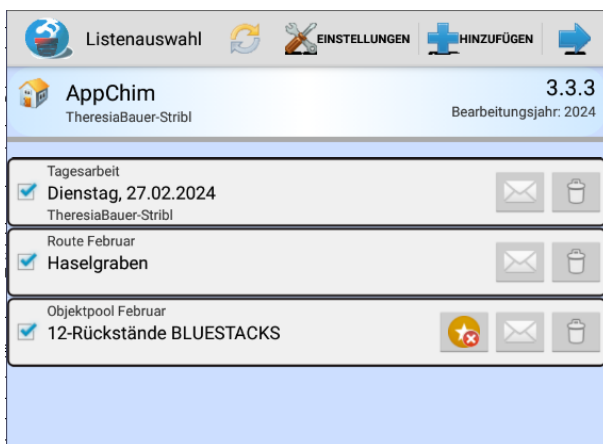 Listenauswahl
EINSTELLUNGEN
HINZUFÜGEN
AppChim
3.3.3
TheresiaBauer-Stribl
Bearbeitungsjahr: 2024
Tagesarbeit
Dienstag, 27.02.2024
TheresiaBauer-Stribl
Route Februar
Haselgraben
Objektpool Februar
12-Rückstände BLUESTACKS